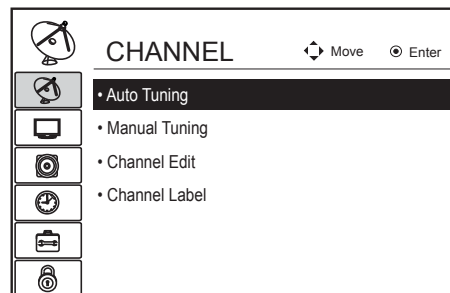 CHANNEL Move Enter
• Auto Tuning
• Manual Tuning
• Channel Edit
• Channel Label